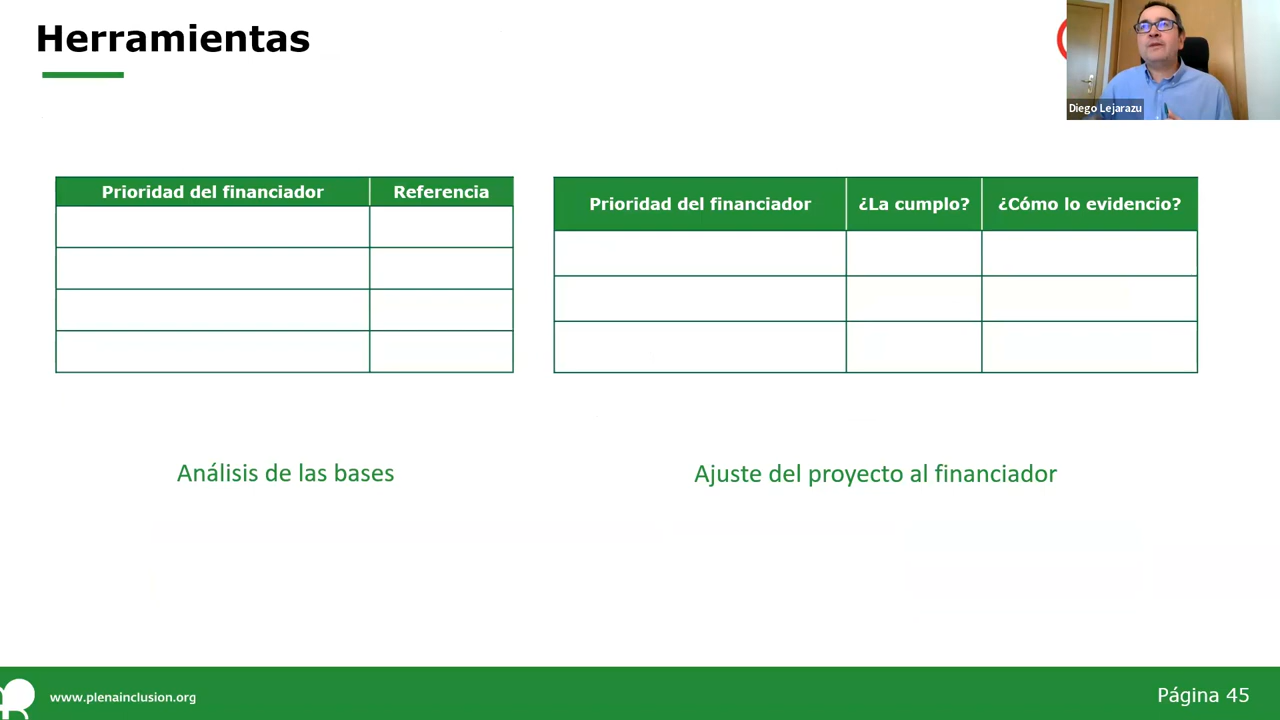 Herramientas
Diego Lejarazu
Prioridad del financiador Referencia
Prioridad del financiador ¿La cumplo? ¿Cómo lo evidencio?
Análisis de las bases
Ajuste del proyecto al financiador
www.plenainclusion.org
Página 45